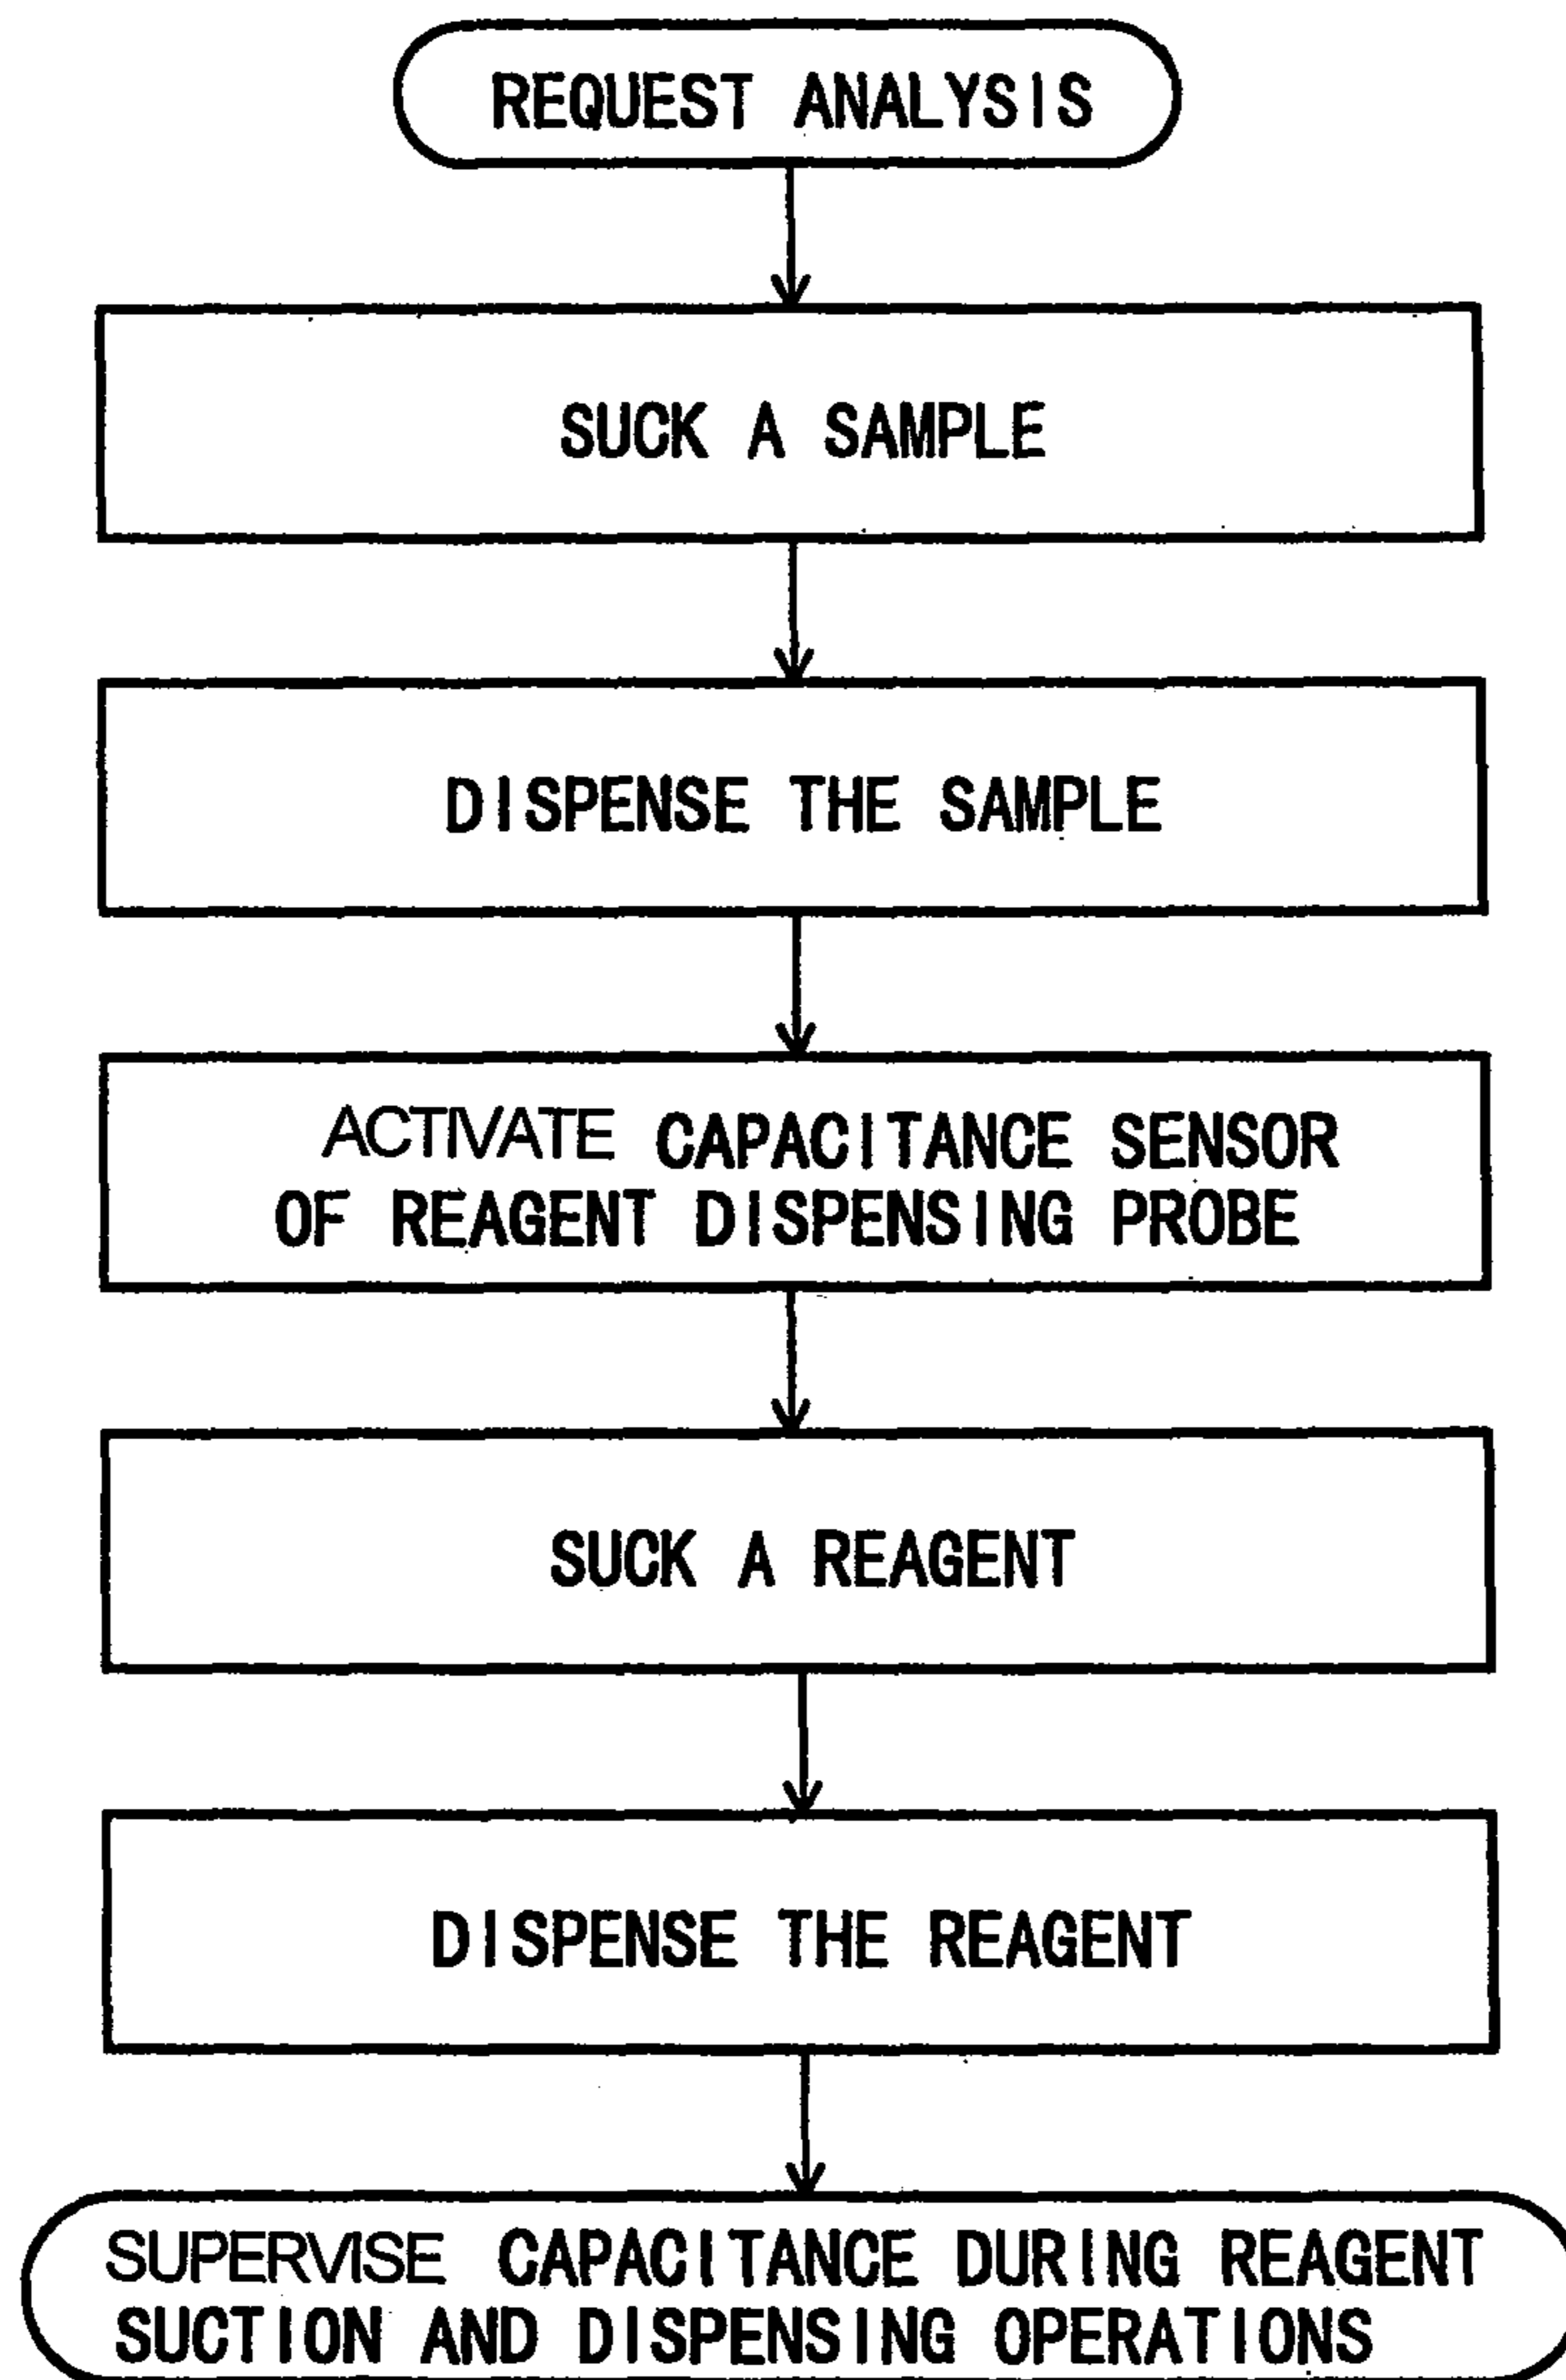 REQUEST ANALYSIS
SUCK A SAMPLE
DISPENSE THE SAMPLE
ACTIVATE CAPACITANCE SENSOR
OF REAGENT DISPENSING PROBE
SUCK A REAGENT
DISPENSE THE REAGENT
SUPERVISE CAPACITANCE DURING REAGENT
SUCTION AND DISPENSING OPERATIONS